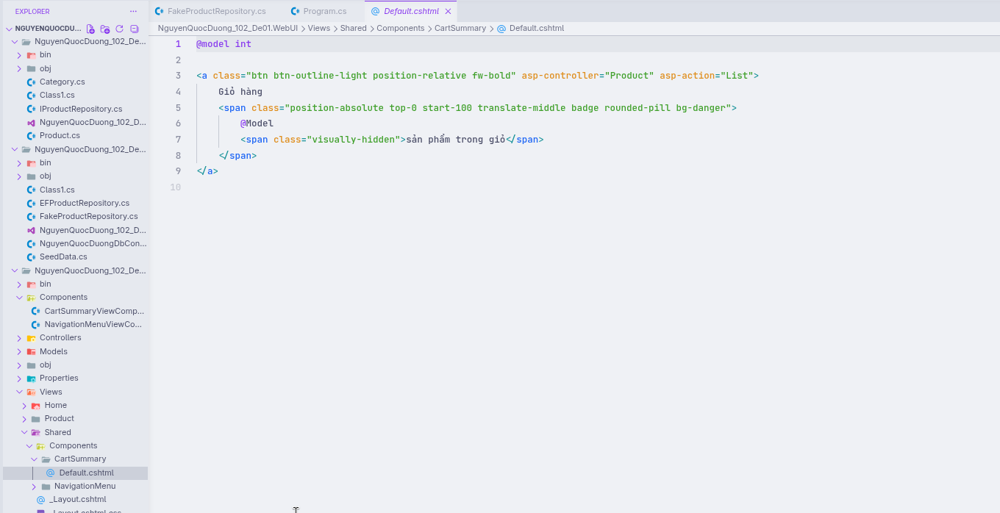 EXPLORER
FakeProductRepository.cs
Program.cs
Default.cshtml
NGUYENQUOCDU...
NguyenQuocDuong_102_De01.WebUI > Views > Shared > Components > CartSummary > Default.cshtml
NguyenQuocDuong_102_De...
bin
obj
Category.cs
Class1.cs
IProductRepository.cs
NguyenQuocDuong_102_D...
Product.cs
NguyenQuocDuong_102_De...
bin
obj
Class1.cs
EFProductRepository.cs
FakeProductRepository.cs
NguyenQuocDuong_102_D...
NguyenQuocDuongDbCon...
SeedData.cs
NguyenQuocDuong_102_De...
bin
Components
CartSummaryViewComp...
NavigationMenuViewCo...
Controllers
Models
obj
Properties
Views
Home
Product
Shared
Components
CartSummary
Default.cshtml
NavigationMenu
_Layout.cshtml
_Layout.cshtml.css
1 @model int
2
3 <a class="btn btn-outline-light position-relative fw-bold" asp-controller="Product" asp-action="List">
4 Giỏ hàng
5 <span class="position-absolute top-0 start-100 translate-middle badge rounded-pill bg-danger">
6 @Model
7 <span class="visually-hidden">sản phẩm trong giỏ</span>
8 </span>
9 </a>
10